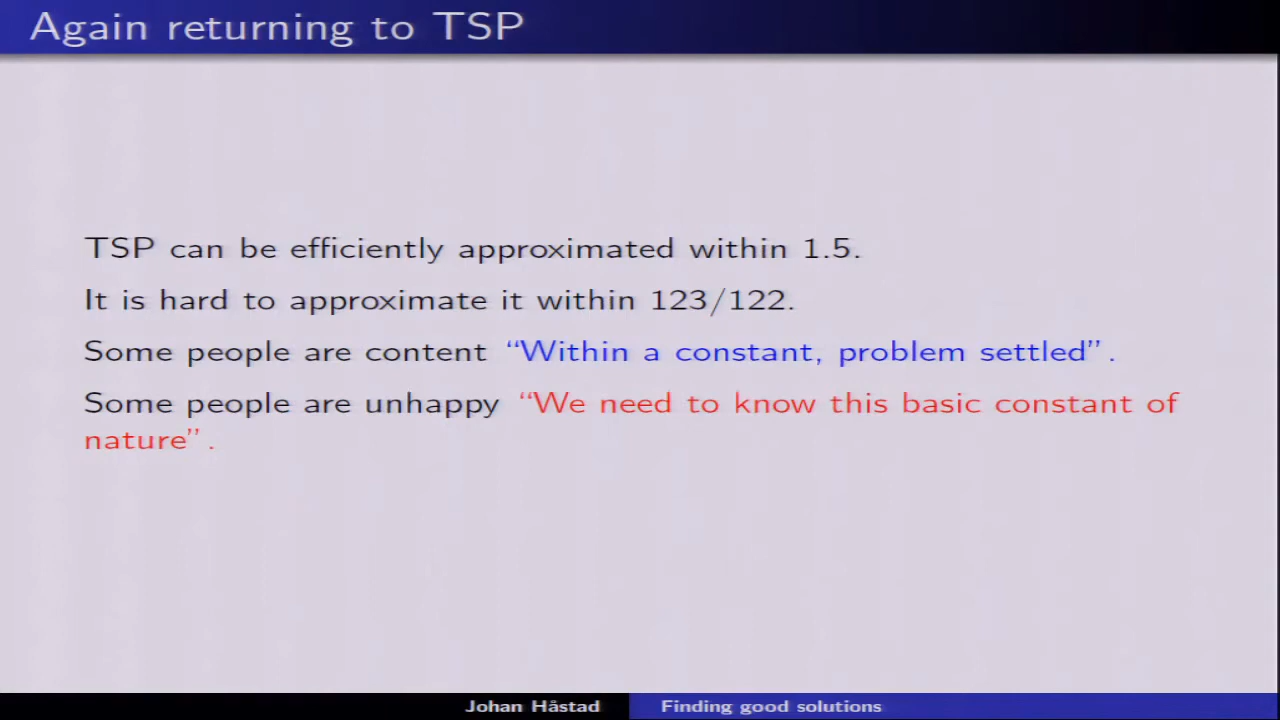 Again returning to TSP
TSP can be efficiently approximated within 1.5.
It is hard to approximate it within 123/122.
Some people are content “Within a constant, problem settled”.
Some people are unhappy “We need to know this basic constant of
nature”.
Johan Håstad
Finding good solutions